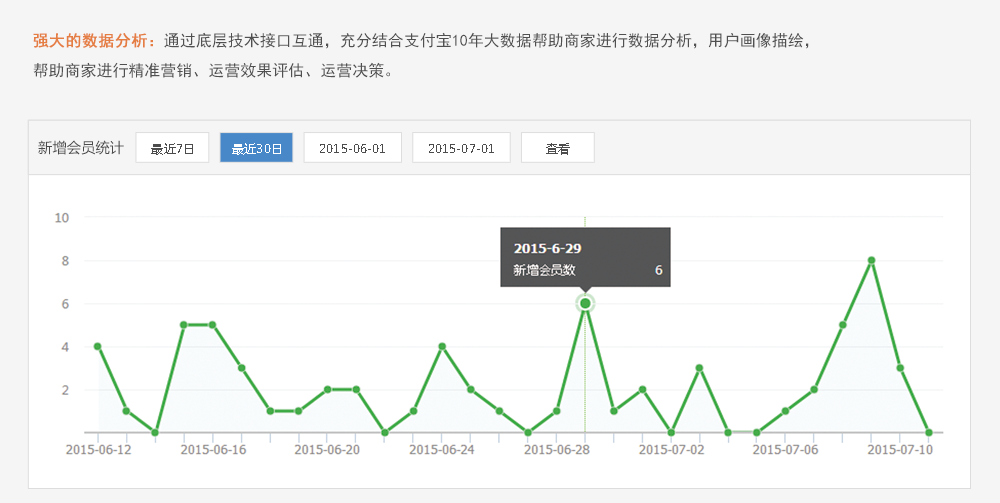 强大的数据分析：通过底层技术接口互通，充分结合支付宝10年大数据帮助商家进行数据分析，用户画像描绘，
帮助商家进行精准营销、运营效果评估、运营决策。
新增会员统计 最近7日 最近30日 2015-06-01 2015-07-01 查看
10
8
6
4
2
2015-6-29
新增会员数 6
2015-06-12 2015-06-16 2015-06-20 2015-06-24 2015-06-28 2015-07-02 2015-07-06 2015-07-10